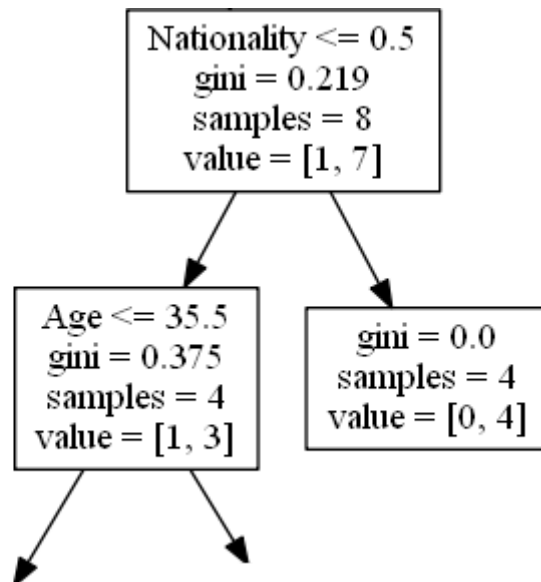 Nationality <= 0.5
gini = 0.219
samples = 8
value = [1, 7]
Age <= 35.5
gini = 0.375
samples = 4
value = [1, 3]
gini = 0.0
samples = 4
value = [0, 4]